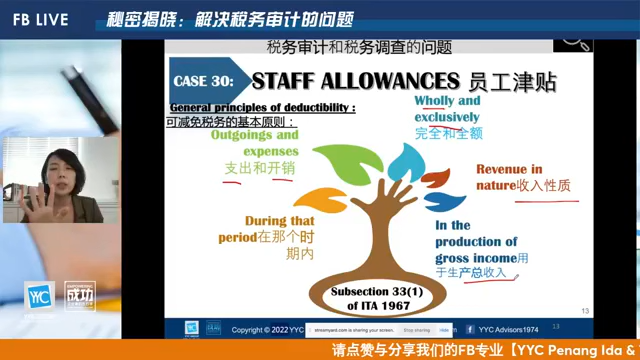 FB LIVE
秘密揭晓：解决税务审计的问题
税务审计和税务调查的问题
CASE 30:
STAFF ALLOWANCES 员工津贴
General principles of deductibility :
可减免税务的基本原则：
Outgoings and
expenses
支出和开销
Wholly and
exclusively
完全和全额
Revenue in
nature收入性质
During that
period在那个时
期内
In the
production of
gross income用
于生产总收入
Subsection 33(1)
of ITA 1967
13
YYC
成功
YYC
Copyright © 2022 YYC
streamyard.com is sharing your screen.
Stop sharing
Hide
YYC Advisors1974
13
请点赞与分享我们的FB专业【YYC Penang Ida &